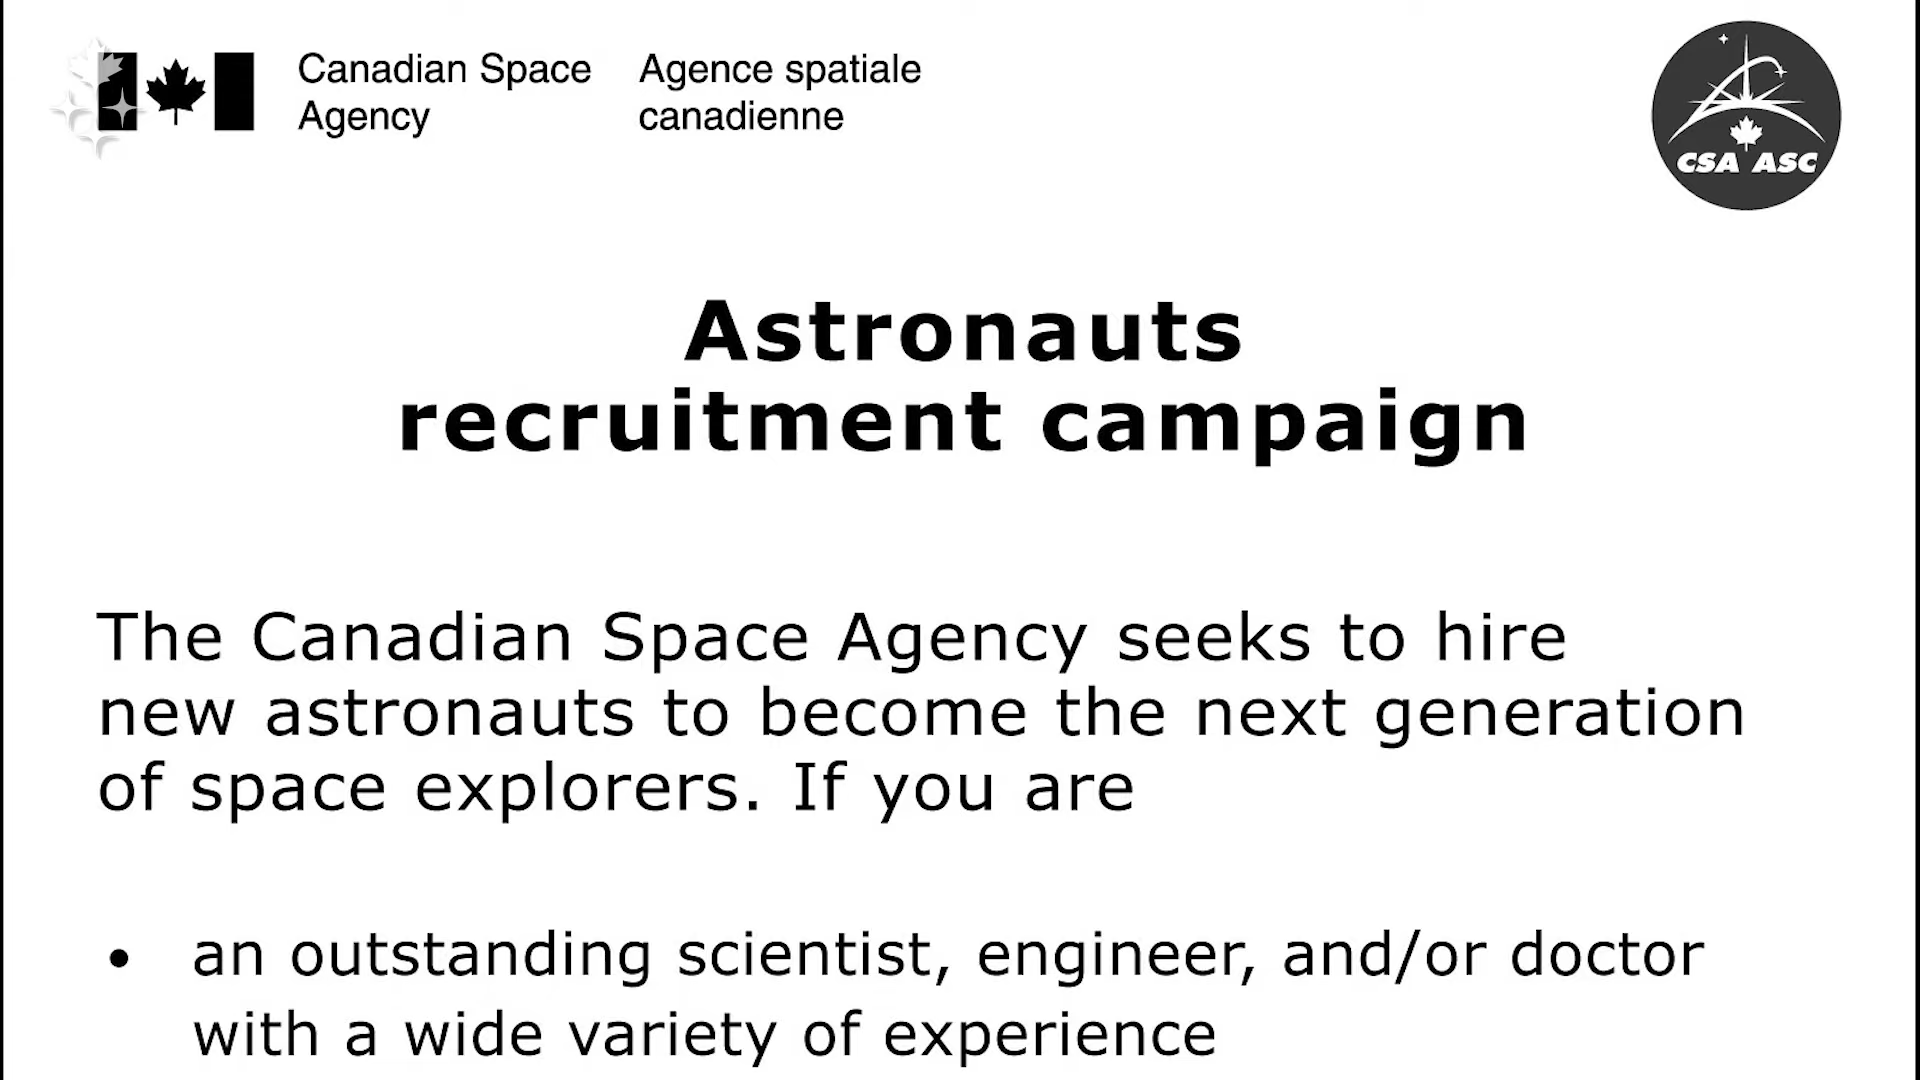 Canadian Space Agence spatiale
Agency canadienne
CSA ASC
Astronauts
recruitment campaign
The Canadian Space Agency seeks to hire
new astronauts to become the next generation
of space explorers. If you are
• an outstanding scientist, engineer, and/or doctor
with a wide variety of experience